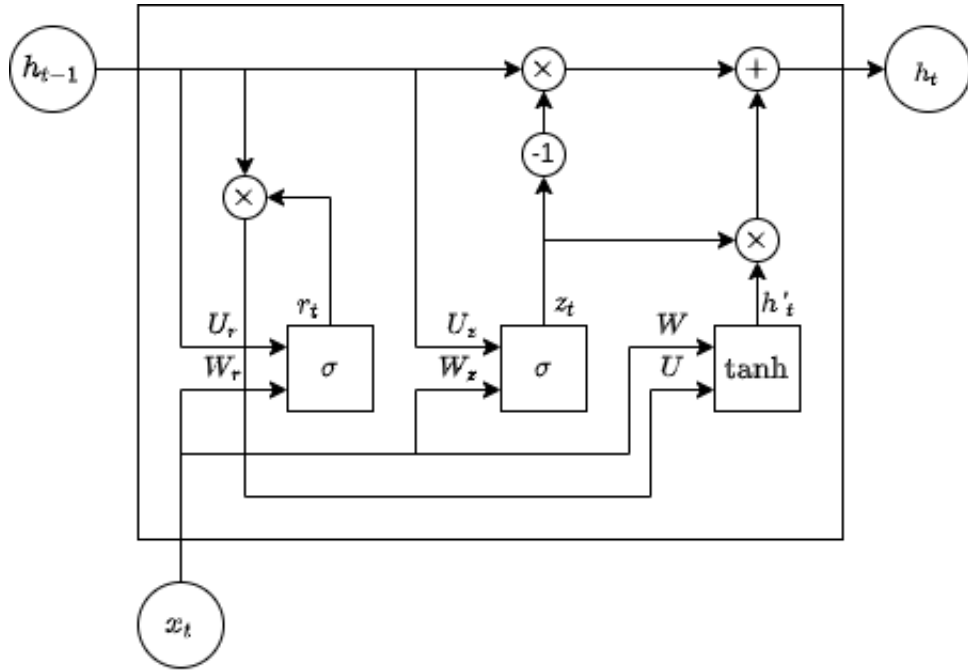 h_{t-1} × + h_t
-1
× ×
r_t z_t h'_t
U_r U_z W
W_r σ W_z σ U tanh
x_t